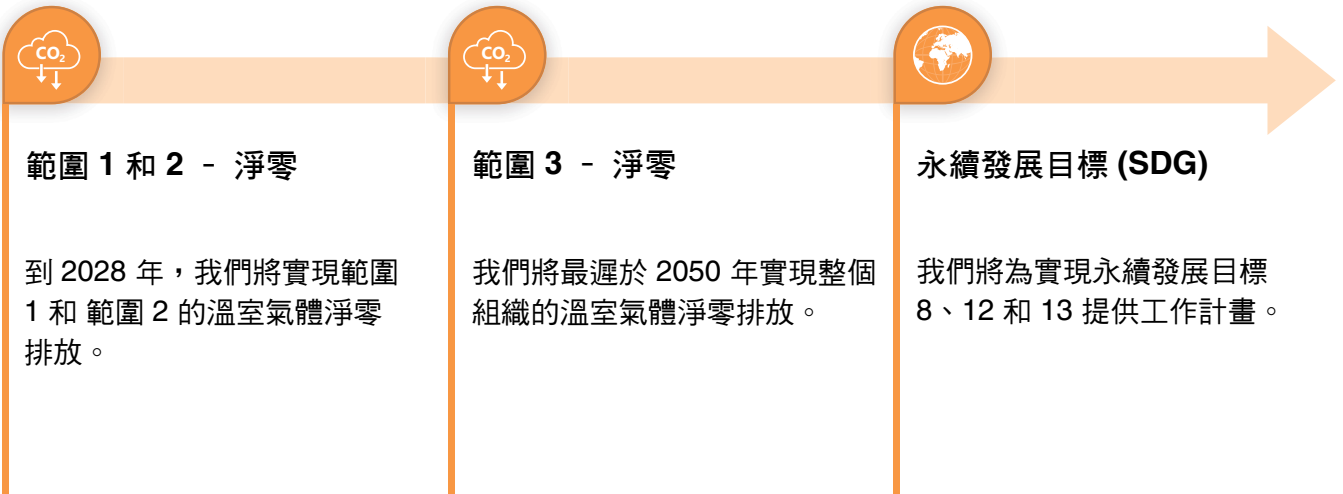 CO₂
範圍 1 和 2 - 淨零
到 2028 年，我們將實現範圍
1 和 範圍 2 的溫室氣體淨零
排放。
CO₂
範圍 3 - 淨零
我們將最遲於 2050 年實現整個
組織的溫室氣體淨零排放。
永續發展目標 (SDG)
我們將為實現永續發展目標
8、12 和 13 提供工作計畫。